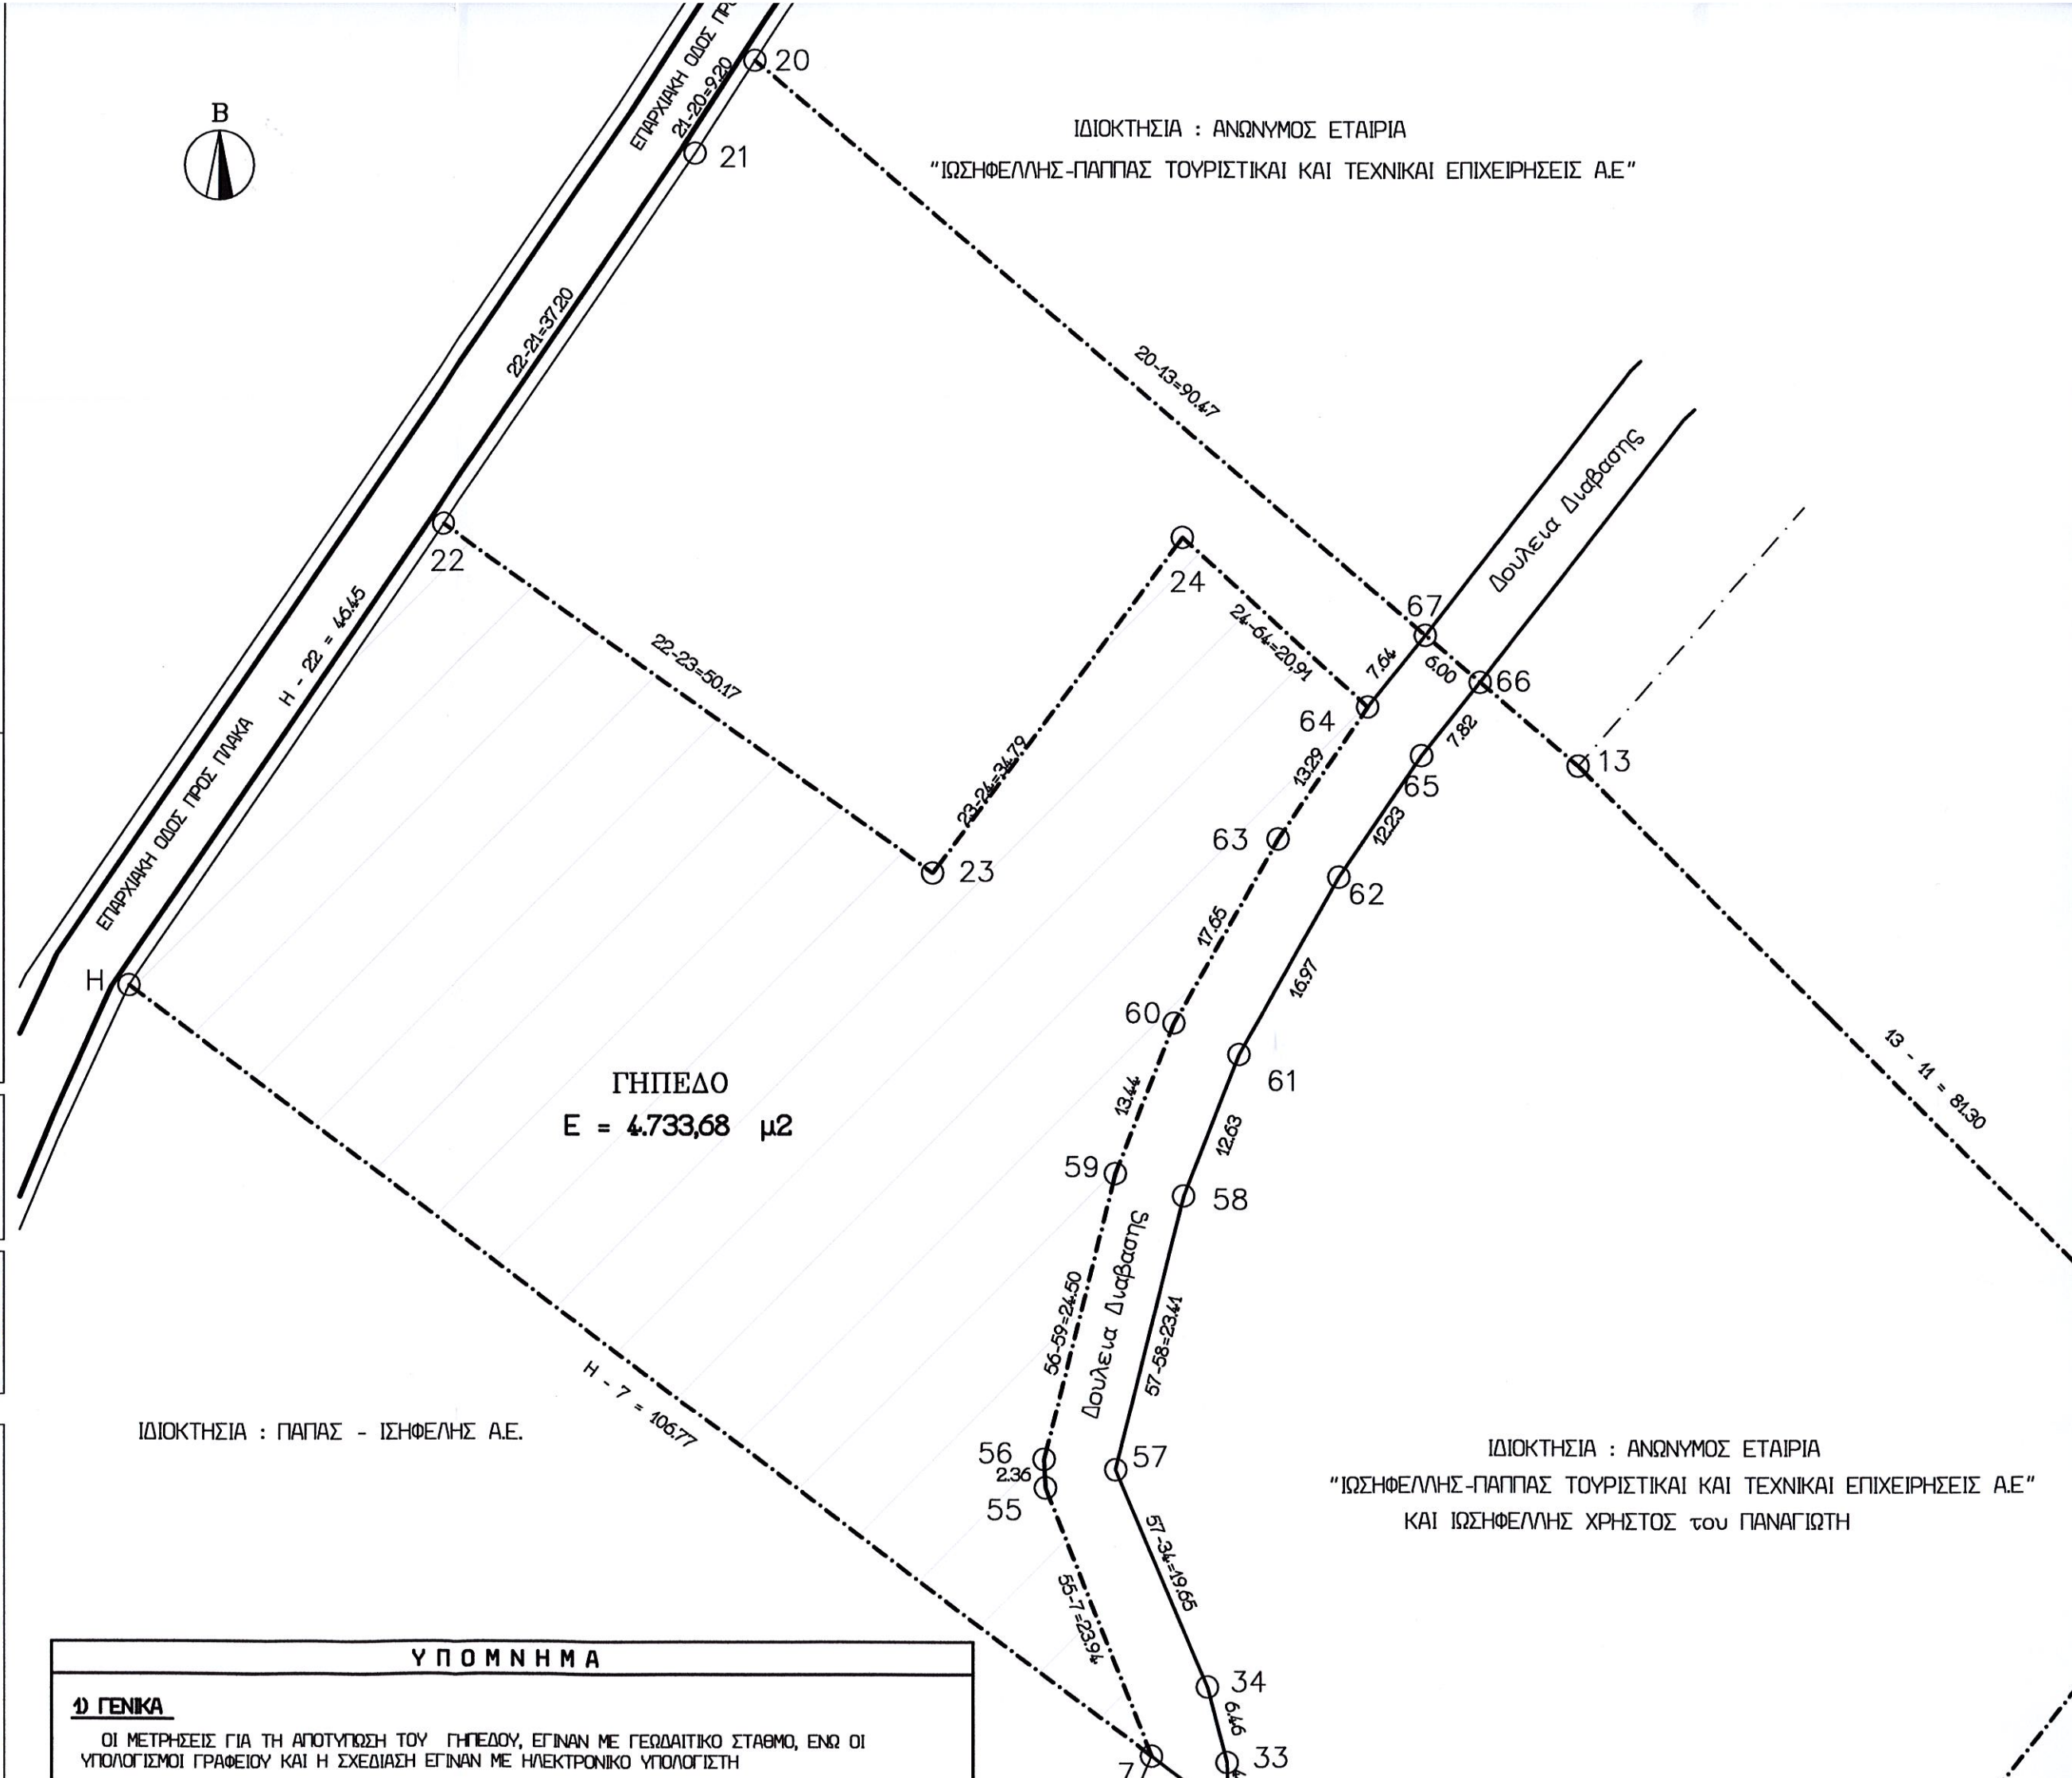 ΕΠΑΡΧΙΑΚΗ ΟΔΟΣ
20
21-20=9.20
Β
21
ΙΔΙΟΚΤΗΣΙΑ : ΑΝΩΝΥΜΟΣ ΕΤΑΙΡΙΑ
"ΙΩΣΗΦΕΛΛΗΣ-ΠΑΠΠΑΣ ΤΟΥΡΙΣΤΙΚΑΙ ΚΑΙ ΤΕΧΝΙΚΑΙ ΕΠΙΧΕΙΡΗΣΕΙΣ Α.Ε"
22-21=37.20
20-13=90.47
Δουλεια Διαβασης
22
24
67
Η - 22 = 46.45
22-23=50.17
24-64=20,91
7.64
6.00
66
64
7.82
13
65
ΕΠΑΡΧΙΑΚΗ ΟΔΟΣ ΠΡΟΣ ΠΛΑΚΑ
23-24=34.79
13.29
12.23
63
23
62
17.65
16.97
Η
60
61
ΓΗΠΕΔΟ
Ε = 4.733,68 μ2
13.44
12.63
13 - 11 = 81.30
59
58
Δουλεια Διαβασης
56-59=24.50
57-58=23.41
Η - 7 = 106.77
ΙΔΙΟΚΤΗΣΙΑ : ΠΑΠΑΣ - ΙΣΗΦΕΛΗΣ Α.Ε.
56
57
2.36
55
ΙΔΙΟΚΤΗΣΙΑ : ΑΝΩΝΥΜΟΣ ΕΤΑΙΡΙΑ
"ΙΩΣΗΦΕΛΛΗΣ-ΠΑΠΠΑΣ ΤΟΥΡΙΣΤΙΚΑΙ ΚΑΙ ΤΕΧΝΙΚΑΙ ΕΠΙΧΕΙΡΗΣΕΙΣ Α.Ε"
ΚΑΙ ΙΩΣΗΦΕΛΛΗΣ ΧΡΗΣΤΟΣ του ΠΑΝΑΓΙΩΤΗ
57-34=19.65
55-7=23.94
34
6.46
33
7
ΥΠΟΜΝΗΜΑ
1) ΓΕΝΙΚΑ
ΟΙ ΜΕΤΡΗΣΕΙΣ ΓΙΑ ΤΗ ΑΠΟΤΥΠΩΣΗ ΤΟΥ ΓΗΠΕΔΟΥ, ΕΓΙΝΑΝ ΜΕ ΓΕΩΔΑΙΤΙΚΟ ΣΤΑΘΜΟ, ΕΝΩ ΟΙ
ΥΠΟΛΟΓΙΣΜΟΙ ΓΡΑΦΕΙΟΥ ΚΑΙ Η ΣΧΕΔΙΑΣΗ ΕΓΙΝΑΝ ΜΕ ΗΛΕΚΤΡΟΝΙΚΟ ΥΠΟΛΟΓΙΣΤΗ